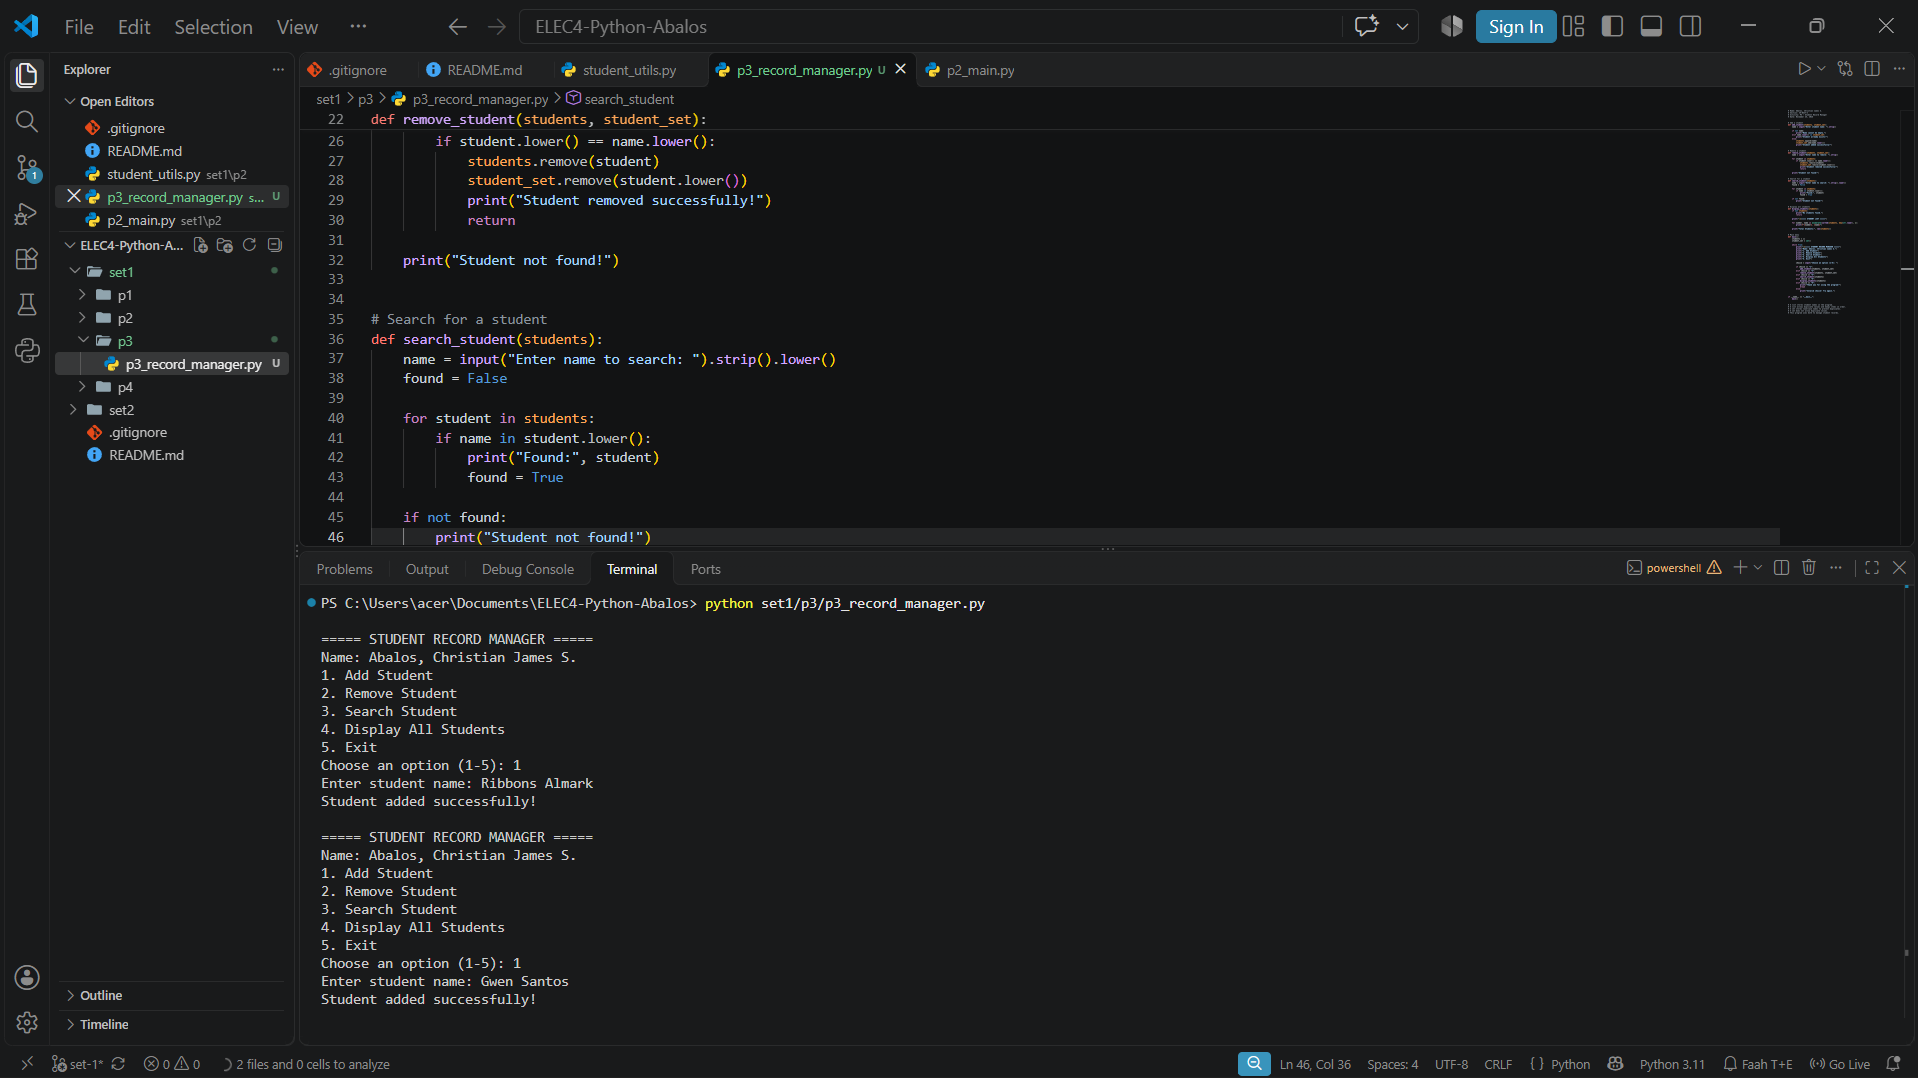 File Edit Selection View
ELEC4-Python-Abalos
Sign In
Explorer
Open Editors
.gitignore
README.md
student_utils.py set1\p2
p3_record_manager.py s... U
p2_main.py set1\p2
ELEC4-Python-A...
set1
p1
p2
p3
p3_record_manager.py U
p4
set2
.gitignore
README.md
Outline
Timeline
.gitignore README.md student_utils.py p3_record_manager.py U p2_main.py
set1 > p3 > p3_record_manager.py > search_student
22 def remove_student(students, student_set):
26 if student.lower() == name.lower():
27 students.remove(student)
28 student_set.remove(student.lower())
29 print("Student removed successfully!")
30 return
31
32 print("Student not found!")
33
34
35 # Search for a student
36 def search_student(students):
37 name = input("Enter name to search: ").strip().lower()
38 found = False
39
40 for student in students:
41 if name in student.lower():
42 print("Found:", student)
43 found = True
44
45 if not found:
46 print("Student not found!")
Problems Output Debug Console Terminal Ports
powershell
PS C:\Users\acer\Documents\ELEC4-Python-Abalos> python set1/p3/p3_record_manager.py
===== STUDENT RECORD MANAGER =====
Name: Abalos, Christian James S.
1. Add Student
2. Remove Student
3. Search Student
4. Display All Students
5. Exit
Choose an option (1-5): 1
Enter student name: Ribbons Almark
Student added successfully!
===== STUDENT RECORD MANAGER =====
Name: Abalos, Christian James S.
1. Add Student
2. Remove Student
3. Search Student
4. Display All Students
5. Exit
Choose an option (1-5): 1
Enter student name: Gwen Santos
Student added successfully!
1
set-1* 0 0 2 files and 0 cells to analyze
Ln 46, Col 36 Spaces: 4 UTF-8 CRLF { } Python Python 3.11 Faah T+E Go Live